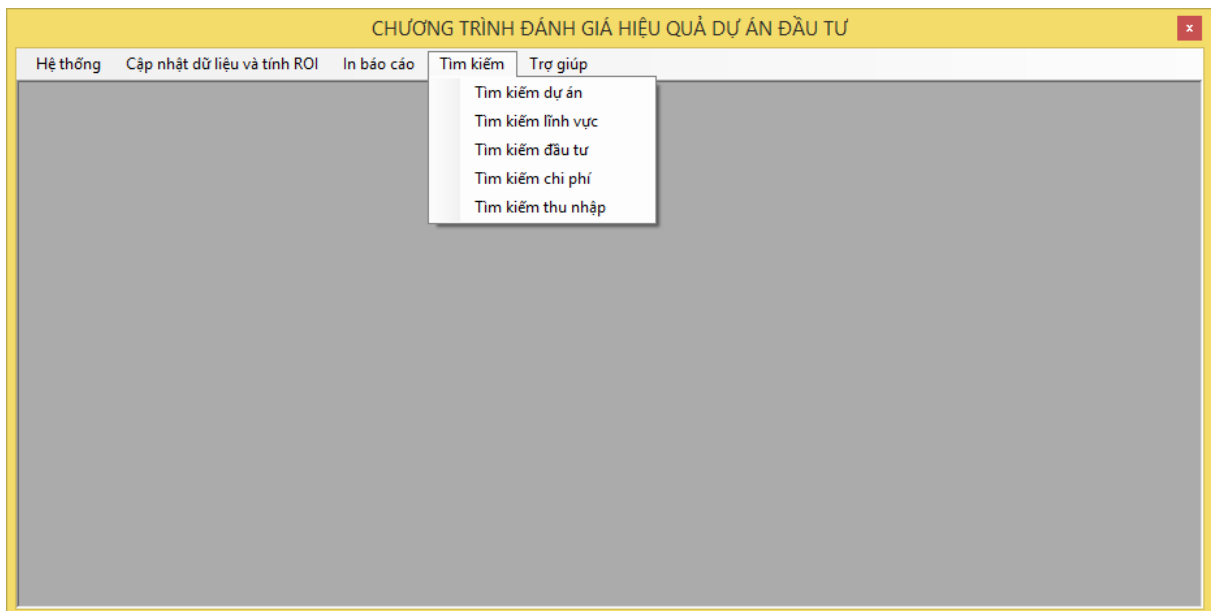 CHƯƠNG TRÌNH ĐÁNH GIÁ HIỆU QUẢ DỰ ÁN ĐẦU TƯ
x
Hệ thống Cập nhật dữ liệu và tính ROI In báo cáo Tìm kiếm Trợ giúp
Tìm kiếm dự án
Tìm kiếm lĩnh vực
Tìm kiếm đầu tư
Tìm kiếm chi phí
Tìm kiếm thu nhập